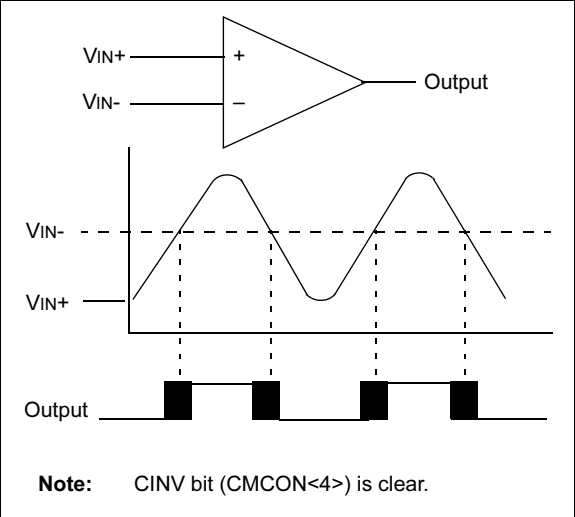 VIN+
+
Output
VIN-
–
VIN-
VIN+
Output
Note: CINV bit (CMCON<4>) is clear.